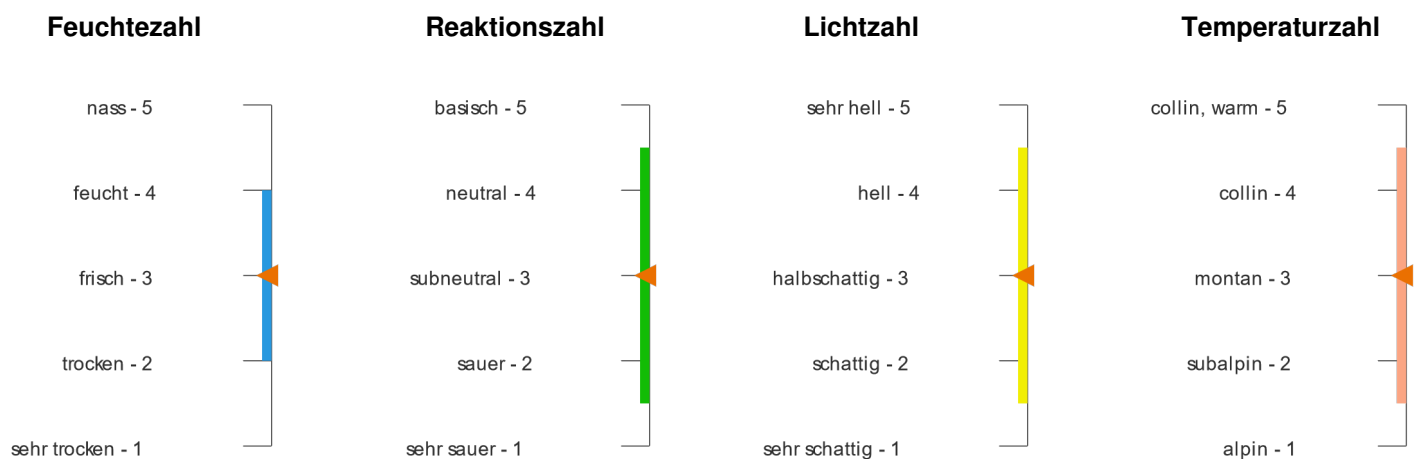 Feuchtezahl Reaktionszahl Lichtzahl Temperaturzahl
nass - 5 basisch - 5 sehr hell - 5 collin, warm - 5
feucht - 4 neutral - 4 hell - 4 collin - 4
frisch - 3 subneutral - 3 halbschattig - 3 montan - 3
trocken - 2 sauer - 2 schattig - 2 subalpin - 2
sehr trocken - 1 sehr sauer - 1 sehr schattig - 1 alpin - 1